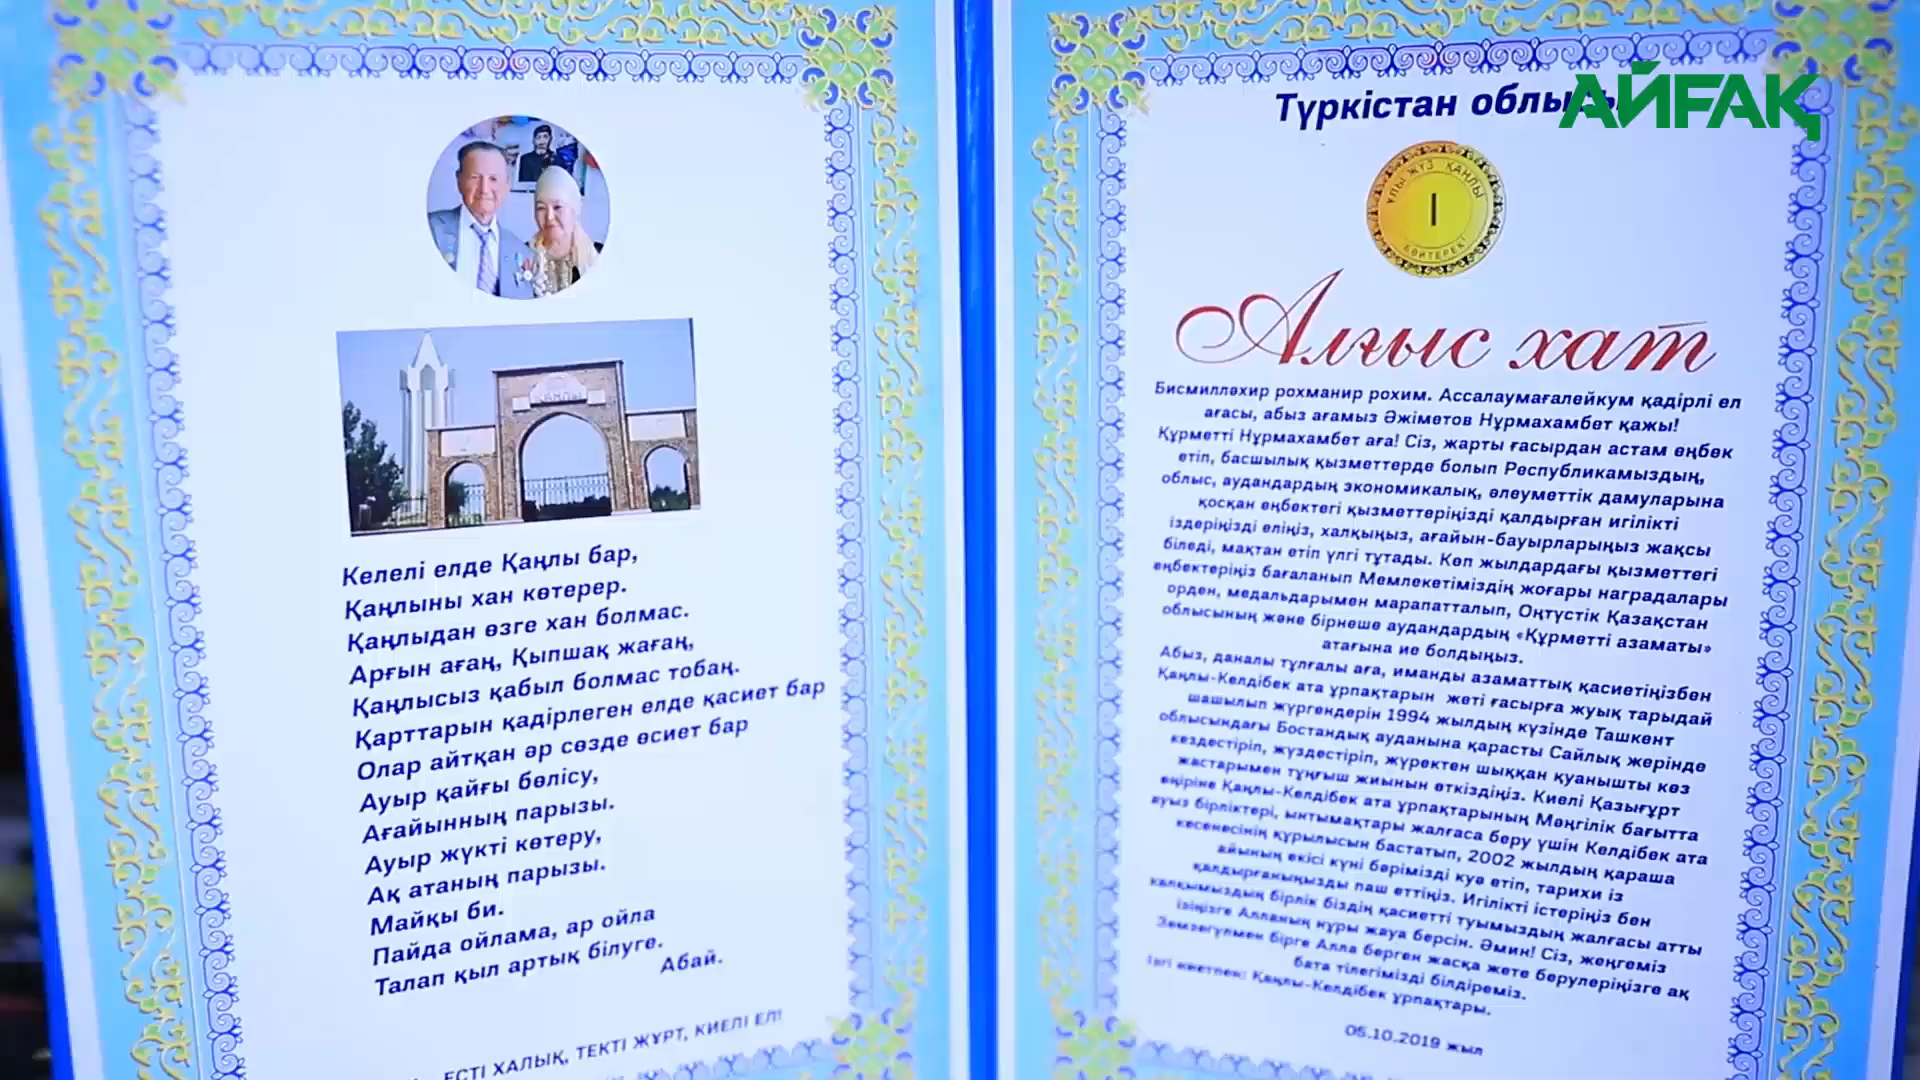 Келелі елде Қаңлы бар,
Қаңлыны хан көтерер.
Қаңлыдан өзге хан болмас.
Арғын ағаң, Қыпшақ жағаң,
Қаңлысыз қабыл болмас тобаң.
Қарттарын қадірлеген елде қасиет бар
Олар айтқан әр сөзде өсиет бар
Ауыр қайғы бөлісу,
Ағайынның парызы.
Ауыр жүкті көтеру,
Ақ атаның парызы.
Майқы би.
Пайда ойлама, ар ойла
Талап қыл артық білуге.
Абай.
ЕСТІ ХАЛЫҚ, ТЕКТІ ЖҰРТ, КИЕЛІ ЕЛ!
АЙҒАҚ
Түркістан облысы
ҰЛЫ ЖҮЗ ҚАҢЛЫ
I
БӘЙТЕРЕК
Алғыс хат
Бисмилләхир рохманир рохим. Ассалаумағалейкум қадірлі ел
ағасы, абыз ағамыз Әжіметов Нұрмахамбет қажы!
Құрметті Нұрмахамбет аға! Сіз, жарты ғасырдан астам еңбек
етіп, басшылық қызметтерде болып Республикамыздың,
облыс, аудандардың экономикалық, әлеуметтік дамуларына
қосқан еңбектегі қызметтеріңізді қалдырған игілікті
іздеріңізді еліңіз, халқыңыз, ағайын-бауырларыңыз жақсы
біледі, мақтан етіп үлгі тұтады. Көп жылдардағы қызметтегі
еңбектеріңіз бағаланып Мемлекетіміздің жоғары наградалары
орден, медальдарымен марапатталып, Оңтүстік Қазақстан
облысының және бірнеше аудандардың «Құрметті азаматы»
атағына ие болдыңыз.
Абыз, даналы тұлғалы аға, иманды азаматтық қасиетіңізбен
Қаңлы-Келдібек ата ұрпақтарын жеті ғасырға жуық тарыдай
шашылып жүргендерін 1994 жылдың күзінде Ташкент
облысындағы Бостандық ауданына қарасты Сайлық жерінде
кездестіріп, жүздестіріп, жүректен шыққан қуанышты көз
жастарымен тұңғыш жиынын өткіздіңіз. Киелі Қазығұрт
өңіріне Қаңлы-Келдібек ата ұрпақтарының Мәңгілік бағытта
ауыз бірліктері, ынтымақтары жалғаса беру үшін Келдібек ата
кесенесінің құрылысын бастатып, 2002 жылдың қараша
айының екісі күні бәрімізді куә етіп, тарихи із
қалдырғаныңызды паш еттіңіз. Игілікті істеріңіз бен
халқымыздың бірлік біздің қасиетті туымыздың жалғасы атты
ізіңізге Алланың нұры жауа берсін. Әмин! Сіз, жеңгеміз
Земзегүлмен бірге Алла берген жасқа жете берулеріңізге ақ
бата тілегімізді білдіреміз.
Ізгі ниетпен: Қаңлы-Келдібек ұрпақтары.
05.10.2019 жыл